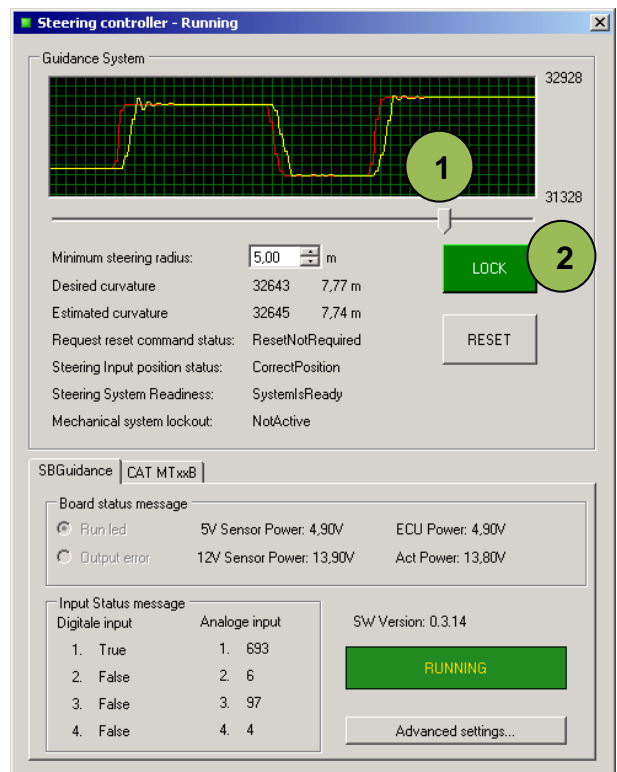 Steering controller - Running
Guidance System
32928
1
31328
Minimum steering radius: 5,00 m
LOCK
2
Desired curvature 32643 7,77 m
Estimated curvature 32645 7,74 m
Request reset command status: ResetNotRequired
RESET
Steering Input position status: CorrectPosition
Steering System Readiness: SystemIsReady
Mechanical system lockout: NotActive
SBGuidance CAT MTxxB
Board status message
Run led 5V Sensor Power: 4,90V ECU Power: 4,90V
Output error 12V Sensor Power: 13,90V Act Power: 13,80V
Input Status message
Digitale input Analoge input SW Version: 0.3.14
1. True 1. 693
RUNNING
2. False 2. 6
3. False 3. 97
4. False 4. 4 Advanced settings...